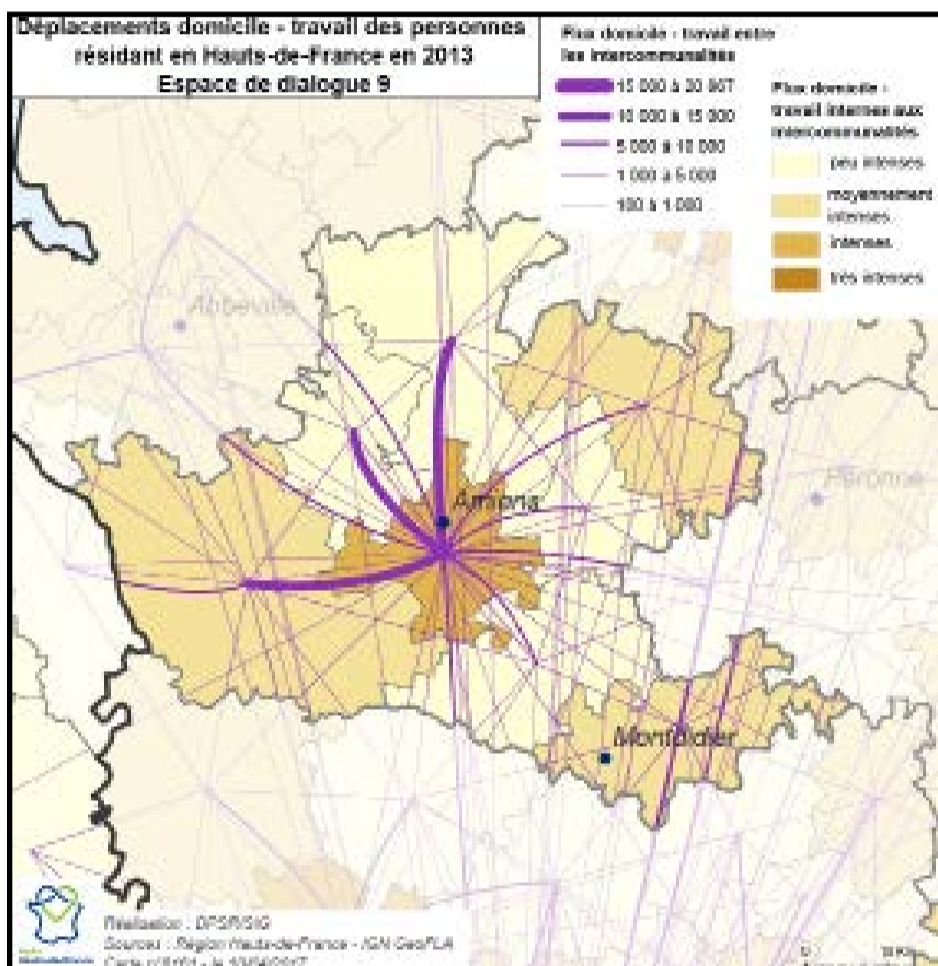 Déplacements domicile - travail des personnes
résidant en Hauts-de-France en 2013
Espace de dialogue 9
Flux domicile - travail entre
les intercommunalités
15 000 à 20
10 000 à 15 000
5 000 à 10 000
1 000 à 5 000
100 à 1 000
Flux domicile -
travail internes aux
intercommunalités
peu intenses
moyennement
intenses
intenses
très intenses
Abbeville
Amiens
Péronne
Montdidier
Réalisation : SIG
Sources : Région Hauts-de-France - IGN GeoFLA
Carte